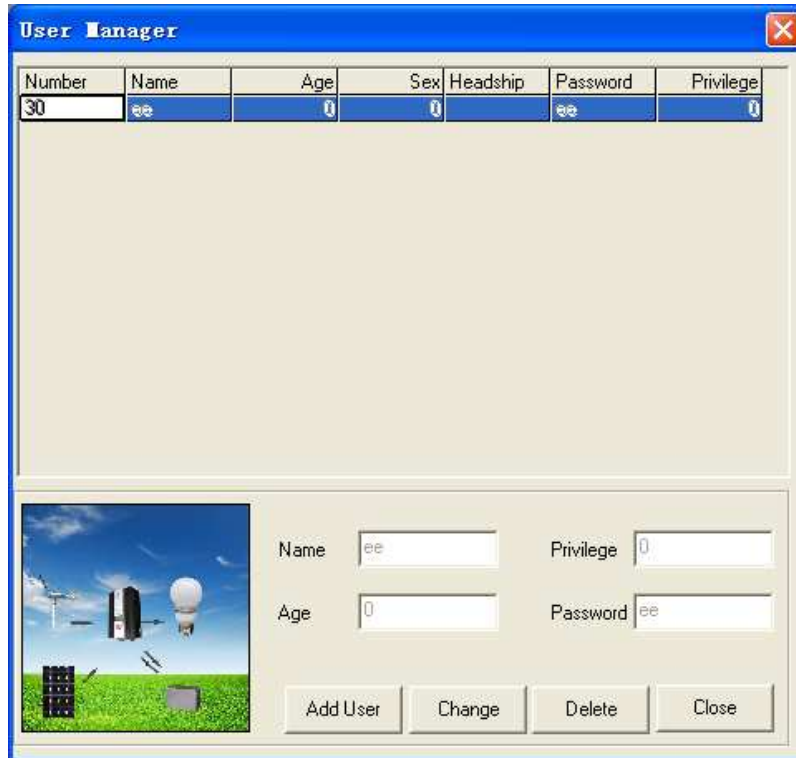 User Manager
Number Name Age Sex Headship Password Privilege
30 ee 0 0 ee 0
Name ee Privilege 0
Age 0 Password ee
Add User Change Delete Close